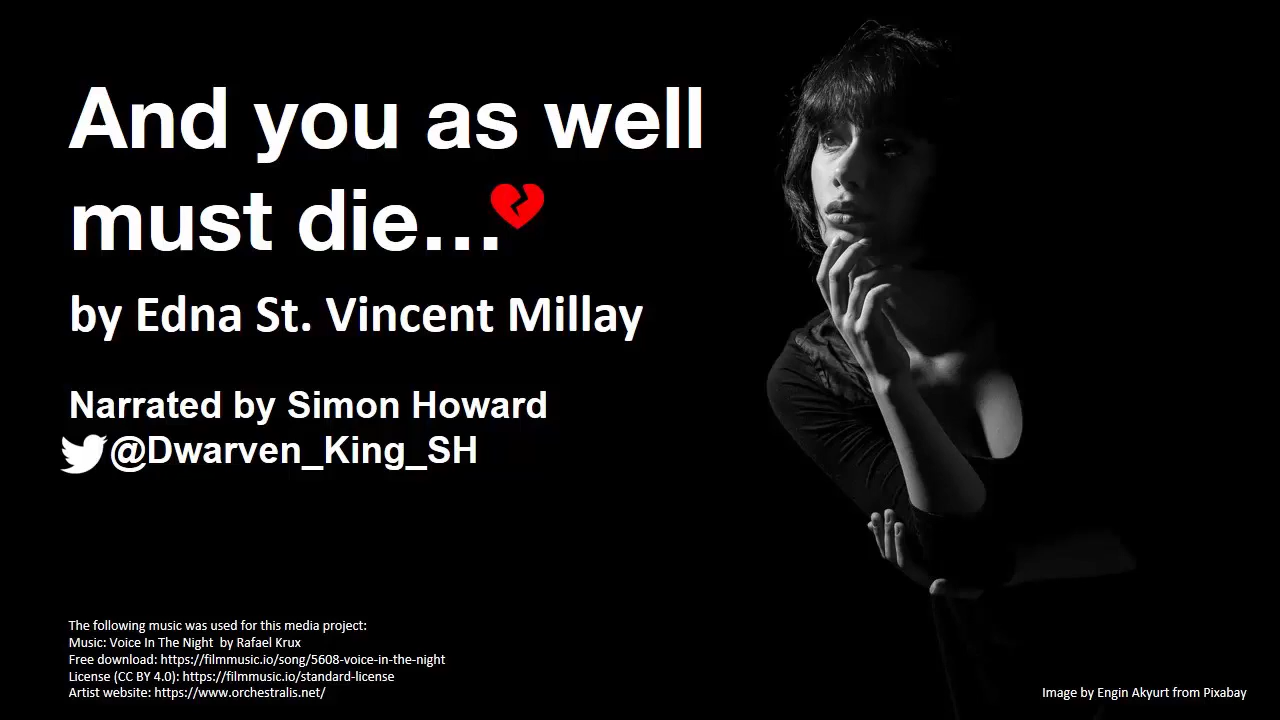 And you as well
must die...
by Edna St. Vincent Millay
Narrated by Simon Howard
@Dwarven_King_SH
The following music was used for this media project:
Music: Voice In The Night  by Rafael Krux
Free download: https://filmmusic.io/song/5608-voice-in-the-night
License (CC BY 4.0): https://filmmusic.io/standard-license
Artist website: https://www.orchestralis.net/
Image by Engin Akyurt from Pixabay